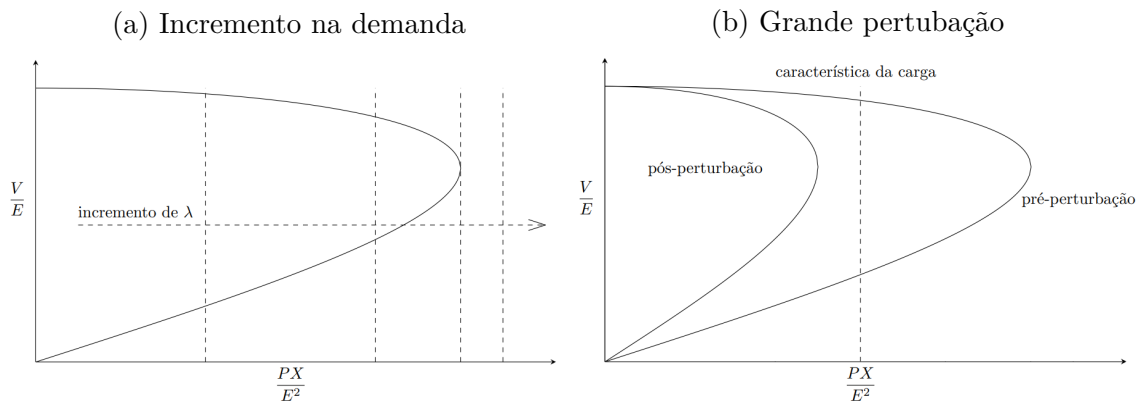 (a) Incremento na demanda
V/E
incremento de λ
PX/E²
(b) Grande pertubação
característica da carga
V/E
pós-perturbação
pré-perturbação
PX/E²